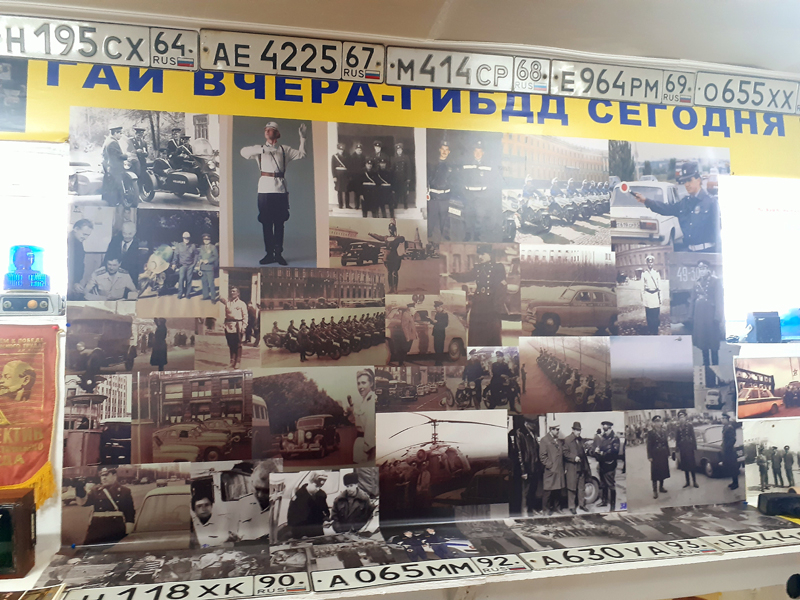 Н 195 СХ 64 RUS
АЕ 4225 67 RUS
М 414 СР 68 RUS
Е 964 РМ 69 RUS
О 655 ХХ
ГАИ ВЧЕРА-ГИБДД СЕГОДНЯ
Н 118 ХК 90 RUS
А 065 ММ 92 RUS
А 630 УА 93 RUS
Н 944